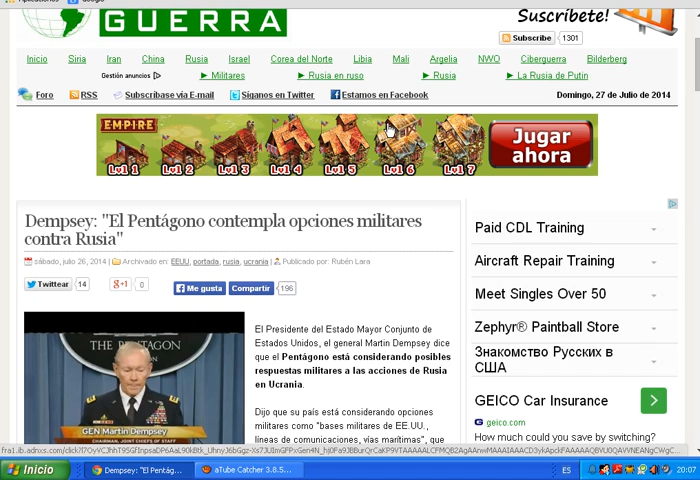 Aplicaciones Google
GUERRA
Suscríbete!
Subscribe 1301
Inicio Siria Iran China Rusia Israel Corea del Norte Libia Mali Argelia NWO Ciberguerra Bilderberg
Gestión anuncios ► Militares ► Rusia en ruso ► Rusia ► La Rusia de Putin
Foro RSS Subscríbase vía E-mail Síganos en Twitter Estamos en Facebook Domingo, 27 de Julio de 2014
EMPIRE
Lvl 1 Lvl 2 Lvl 3 Lvl 4 Lvl 5 Lvl 6 Lvl 7
Jugar
ahora
Dempsey: "El Pentágono contempla opciones militares
contra Rusia"
sábado, julio 26, 2014 | Archivado en: EEUU, portada, rusia, ucrania | Publicado por: Rubén Lara
Twittear 14 g+1 0 Me gusta Compartir 196
THE PENTAGON
GEN Martin Dempsey
CHAIRMAN, JOINT CHIEFS OF STAFF
El Presidente del Estado Mayor Conjunto de
Estados Unidos, el general Martin Dempsey dice
que el Pentágono está considerando posibles
respuestas militares a las acciones de Rusia
en Ucrania.
Dijo que su país está considerando opciones
militares como "bases militares de EE.UU.,
líneas de comunicaciones, vías marítimas", que
Paid CDL Training
Aircraft Repair Training
Meet Singles Over 50
Zephyr® Paintball Store
Знакомство Русских в
США
GEICO Car Insurance
geico.com
How much could you save by switching?
Inicio Dempsey: "El Pentág... aTube Catcher 3.8.5... ES 20:07